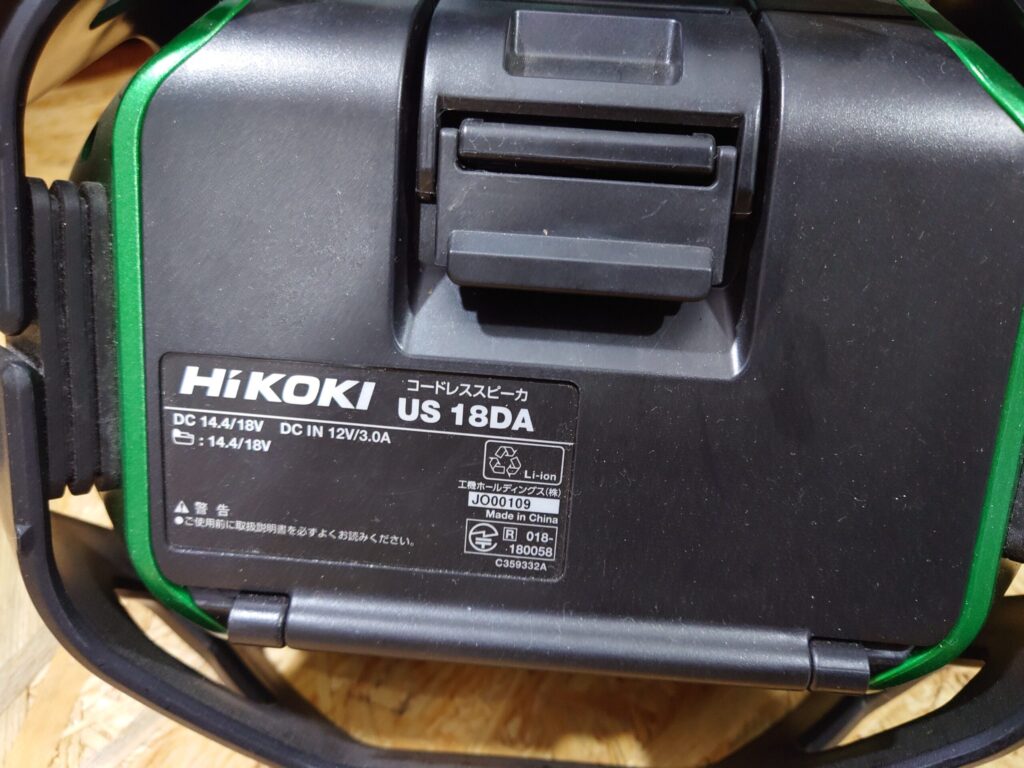 HiKOKI
コードレススピーカ
US 18DA
DC 14.4/18V DC IN 12V/3.0A
: 14.4/18V
Li-ion
工機ホールディングス(株)
JO00109
Made in China
警告
●ご使用前に取扱説明書を必ずよくお読みください。
R 018-
180058
C359332A